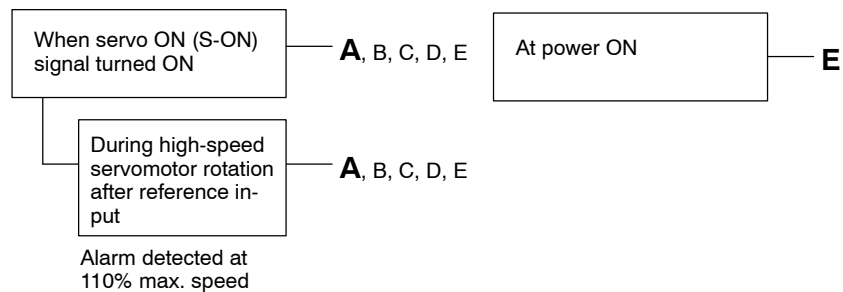 When servo ON (S-ON)
signal turned ON
A, B, C, D, E
During high-speed
servomotor rotation
after reference in-
put
A, B, C, D, E
Alarm detected at
110% max. speed
At power ON
E